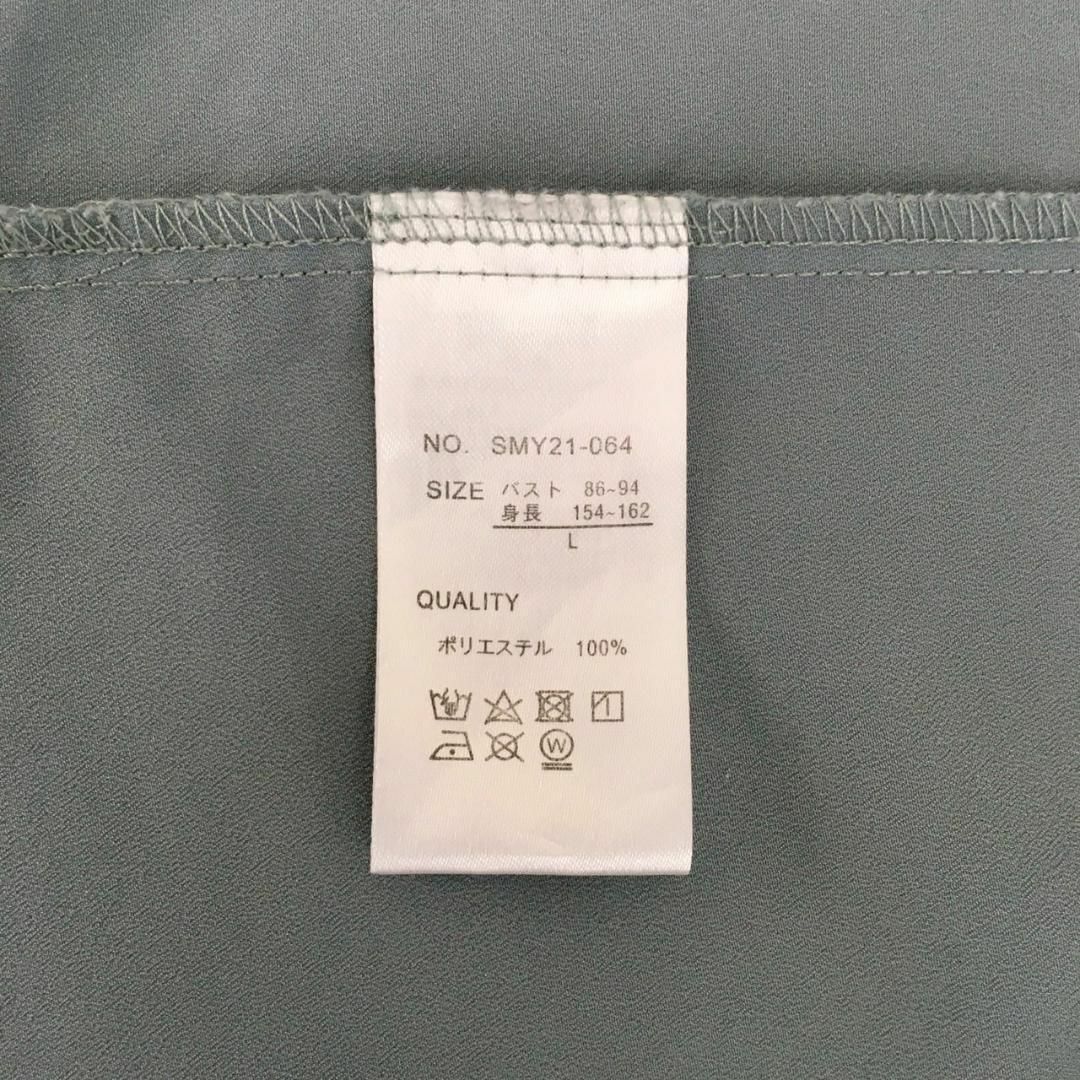 NO. SMY21-064
SIZE バスト 86~94
身長 154~162
L
QUALITY
ポリエステル 100%
W